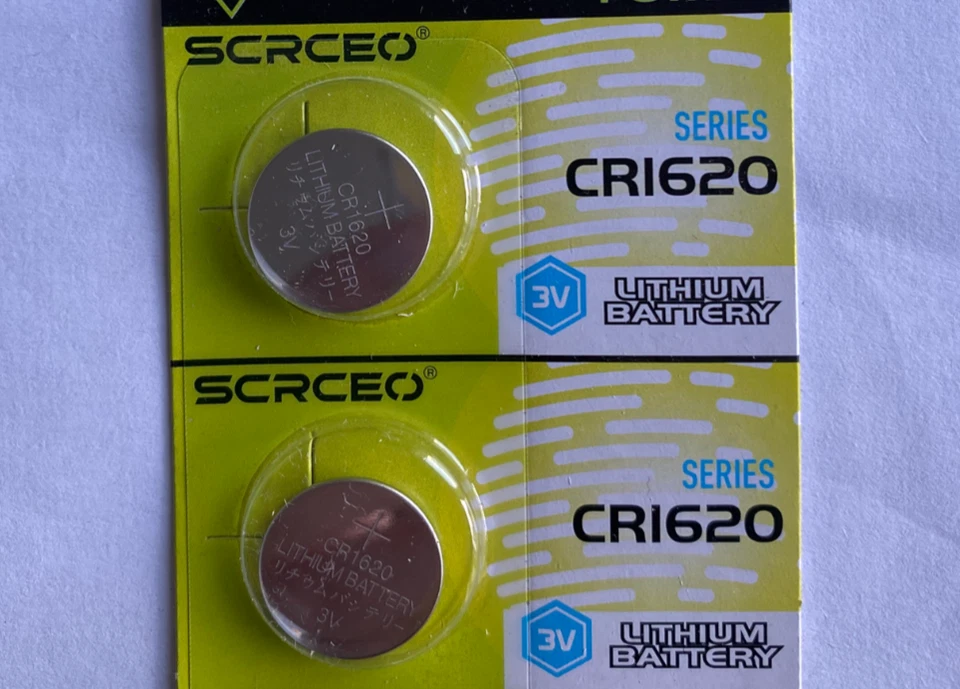 SCRCEO®
SERIES
CR1620
3V
LITHIUM
BATTERY
+
CR1620
LITHIUM BATTERY
リチウムバッテリー
3V
SCRCEO®
SERIES
CR1620
3V
LITHIUM
BATTERY
+
CR1620
LITHIUM BATTERY
リチウムバッテリー
3V